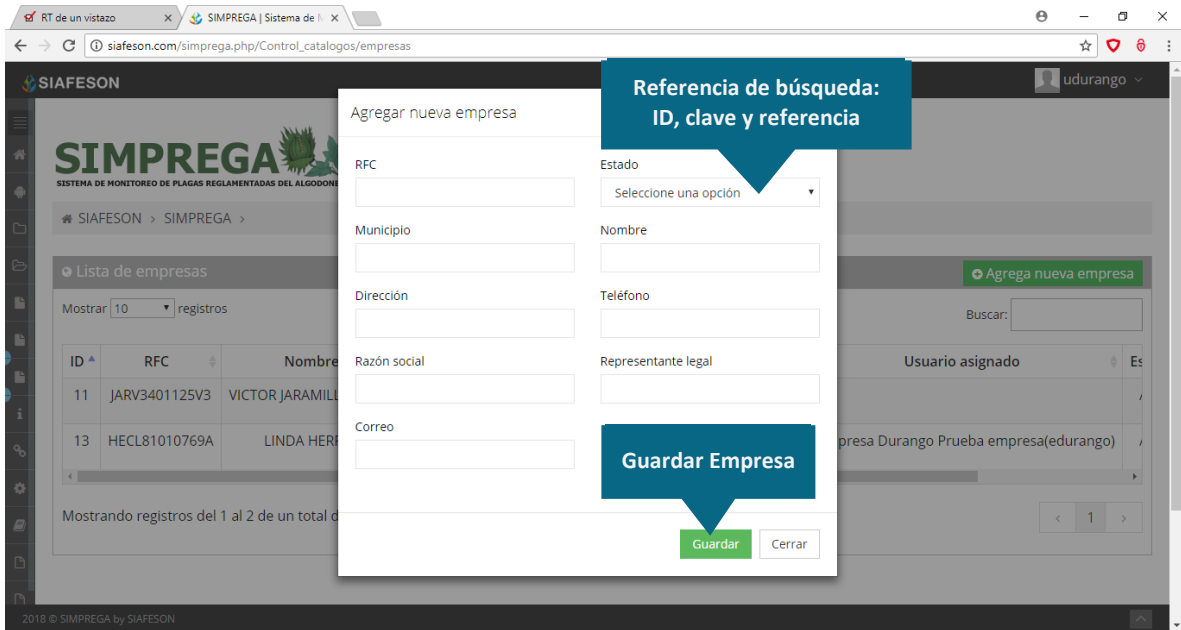 RT de un vistazo
SIMPREGA | Sistema de
siafeson.com/simprega.php/Control_catalogos/empresas
SIAFESON
udurango
Referencia de búsqueda:
ID, clave y referencia
Agregar nueva empresa
SIMPREGA
SISTEMA DE MONITOREO DE PLAGAS REGLAMENTADAS DEL ALGODONE
SIAFESON > SIMPREGA >
RFC
Estado
Seleccione una opción
Municipio
Nombre
Dirección
Teléfono
Razón social
Representante legal
Correo
Guardar Empresa
Guardar
Cerrar
Lista de empresas
Agrega nueva empresa
Mostrar 10 registros
Buscar:
ID RFC Nombre Usuario asignado Es
11 JARV3401125V3 VICTOR JARAMILL
13 HECL81010769A LINDA HER presa Durango Prueba empresa(edurango)
Mostrando registros del 1 al 2 de un total d
< 1 >
2018 © SIMPREGA by SIAFESON